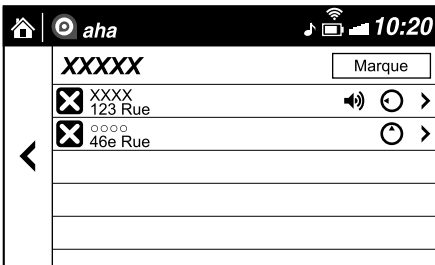 aha 10:20
XXXXX Marque
XXXX
123 Rue
○○○○
46e Rue